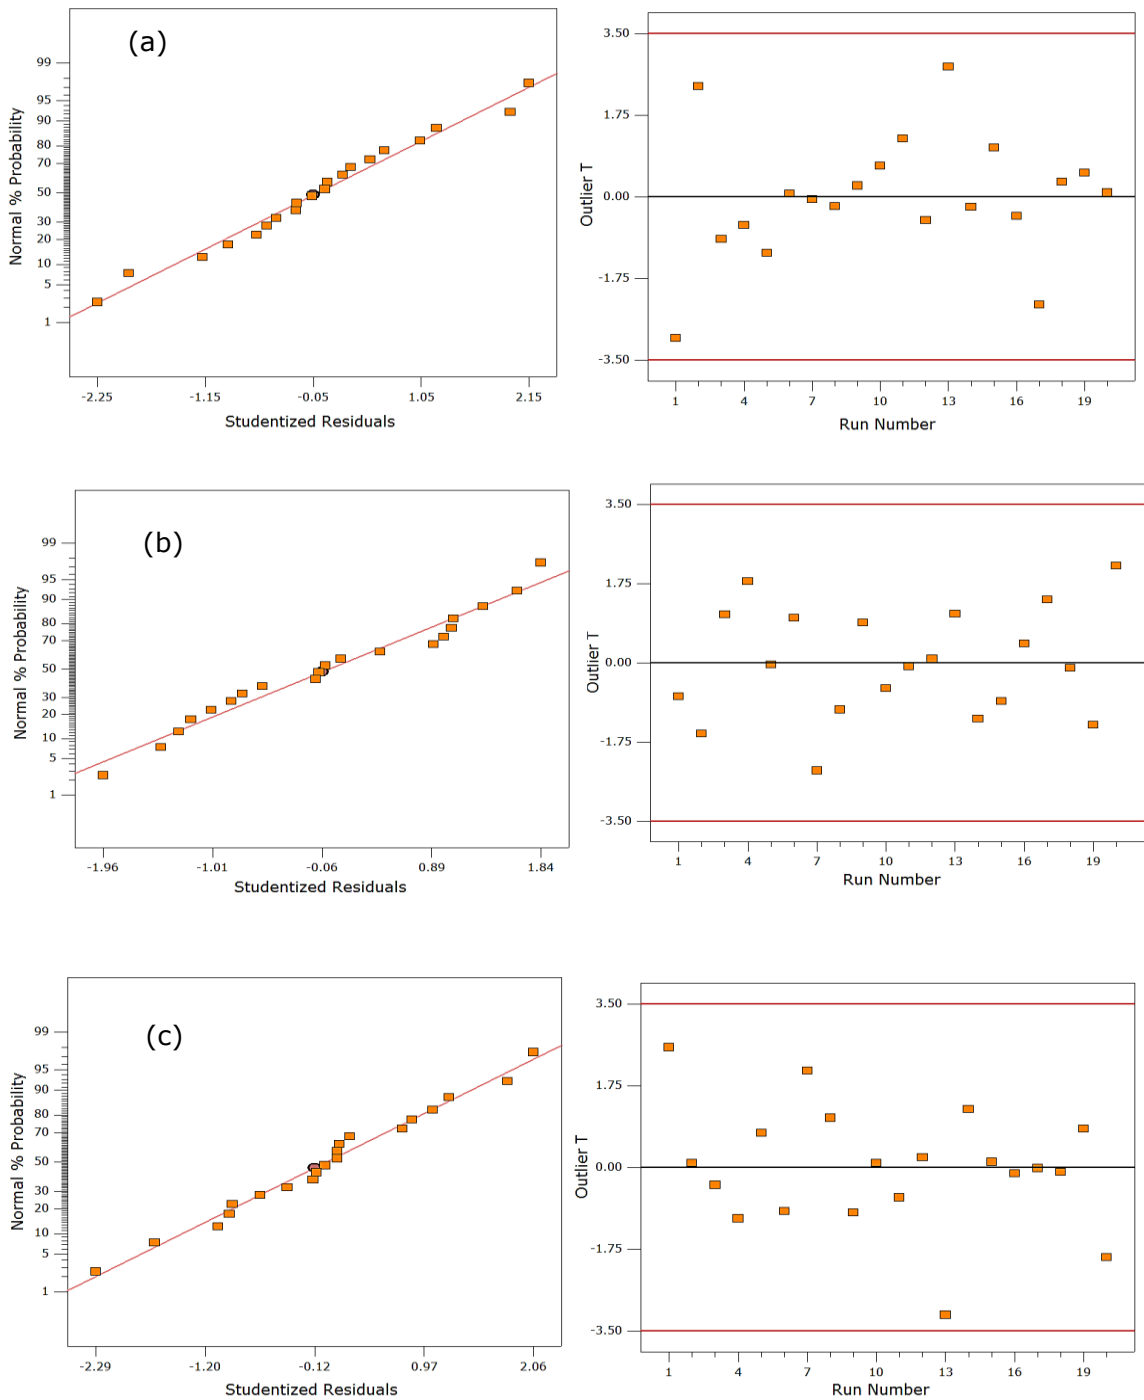 (a)
Normal % Probability
99
95
90
80
70
50
30
20
10
5
1
-2.25 -1.15 -0.05 1.05 2.15
Studentized Residuals
Outlier T
3.50
1.75
0.00
-1.75
-3.50
1 4 7 10 13 16 19
Run Number
(b)
Normal % Probability
99
95
90
80
70
50
30
20
10
5
1
-1.96 -1.01 -0.06 0.89 1.84
Studentized Residuals
Outlier T
3.50
1.75
0.00
-1.75
-3.50
1 4 7 10 13 16 19
Run Number
(c)
Normal % Probability
99
95
90
80
70
50
30
20
10
5
1
-2.29 -1.20 -0.12 0.97 2.06
Studentized Residuals
Outlier T
3.50
1.75
0.00
-1.75
-3.50
1 4 7 10 13 16 19
Run Number